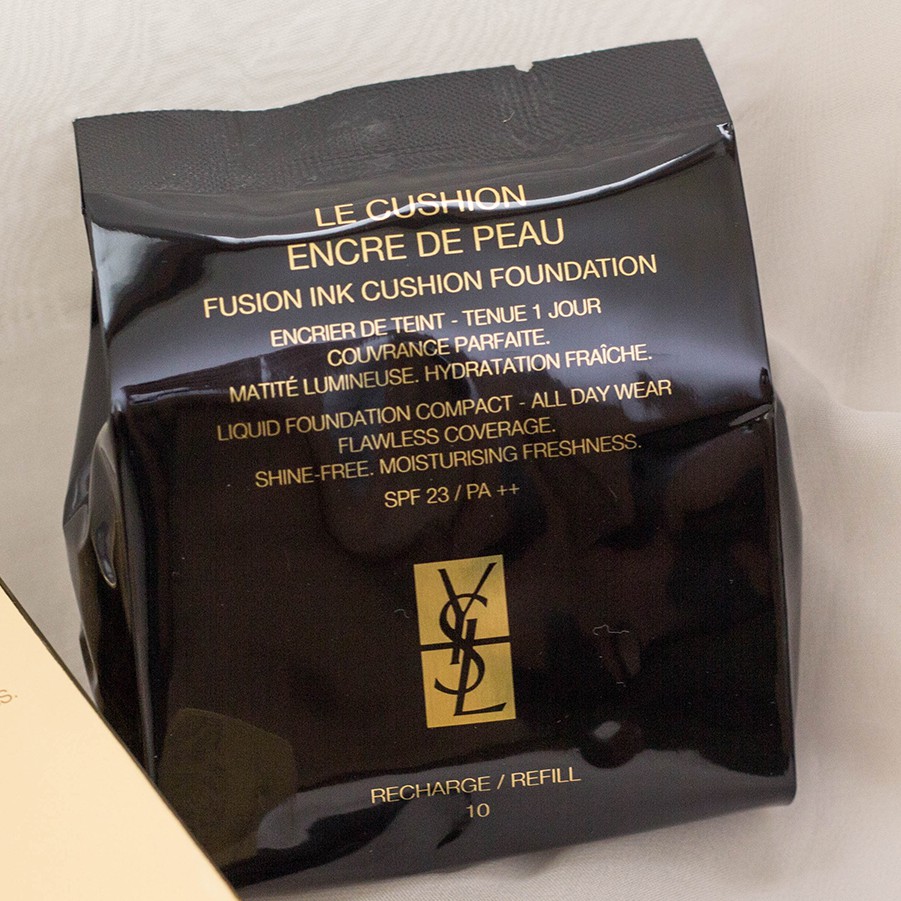 LE CUSHION
ENCRE DE PEAU
FUSION INK CUSHION FOUNDATION
ENCRIER DE TEINT - TENUE 1 JOUR
COUVRANCE PARFAITE.
MATITÉ LUMINEUSE. HYDRATATION FRAÎCHE.
LIQUID FOUNDATION COMPACT - ALL DAY WEAR
FLAWLESS COVERAGE.
SHINE-FREE. MOISTURISING FRESHNESS.
SPF 23 / PA ++
YSL
RECHARGE / REFILL
10